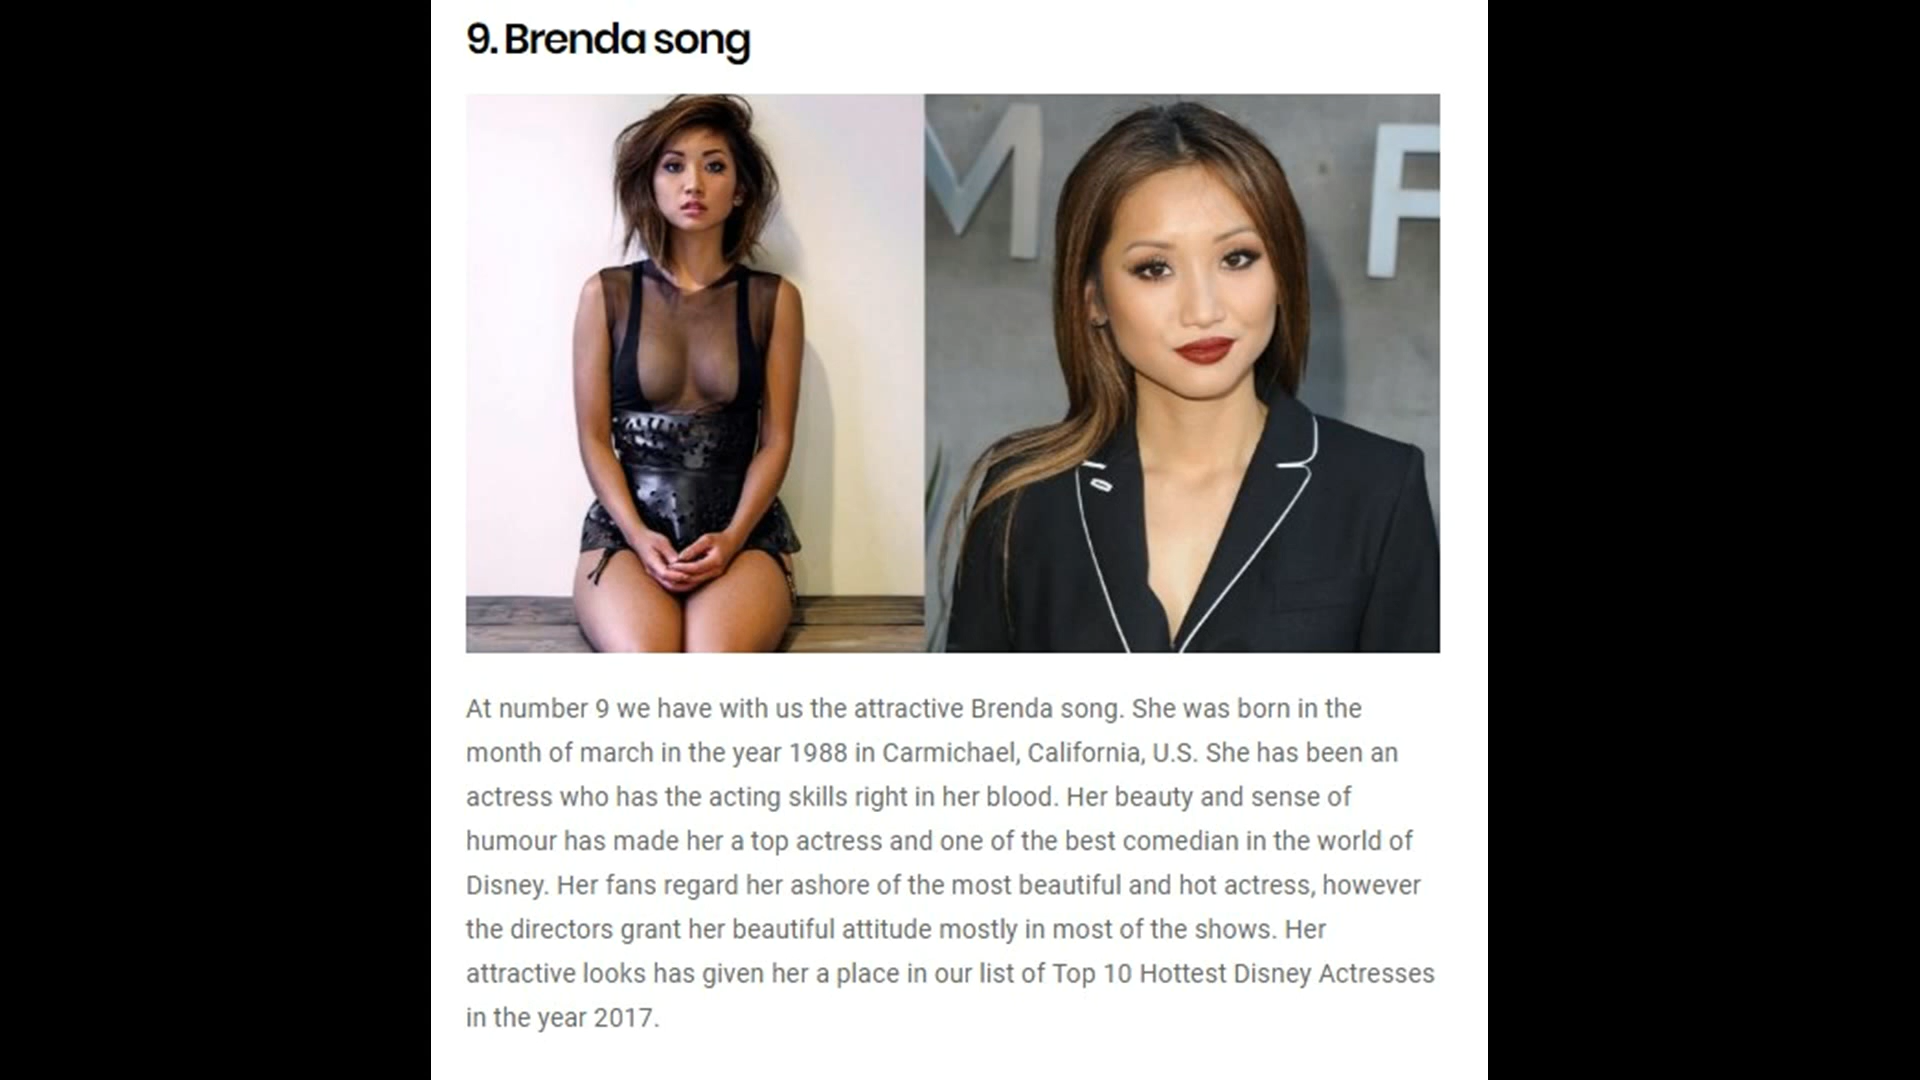 9. Brenda song
M F
At number 9 we have with us the attractive Brenda song. She was born in the
month of march in the year 1988 in Carmichael, California, U.S. She has been an
actress who has the acting skills right in her blood. Her beauty and sense of
humour has made her a top actress and one of the best comedian in the world of
Disney. Her fans regard her ashore of the most beautiful and hot actress, however
the directors grant her beautiful attitude mostly in most of the shows. Her
attractive looks has given her a place in our list of Top 10 Hottest Disney Actresses
in the year 2017.